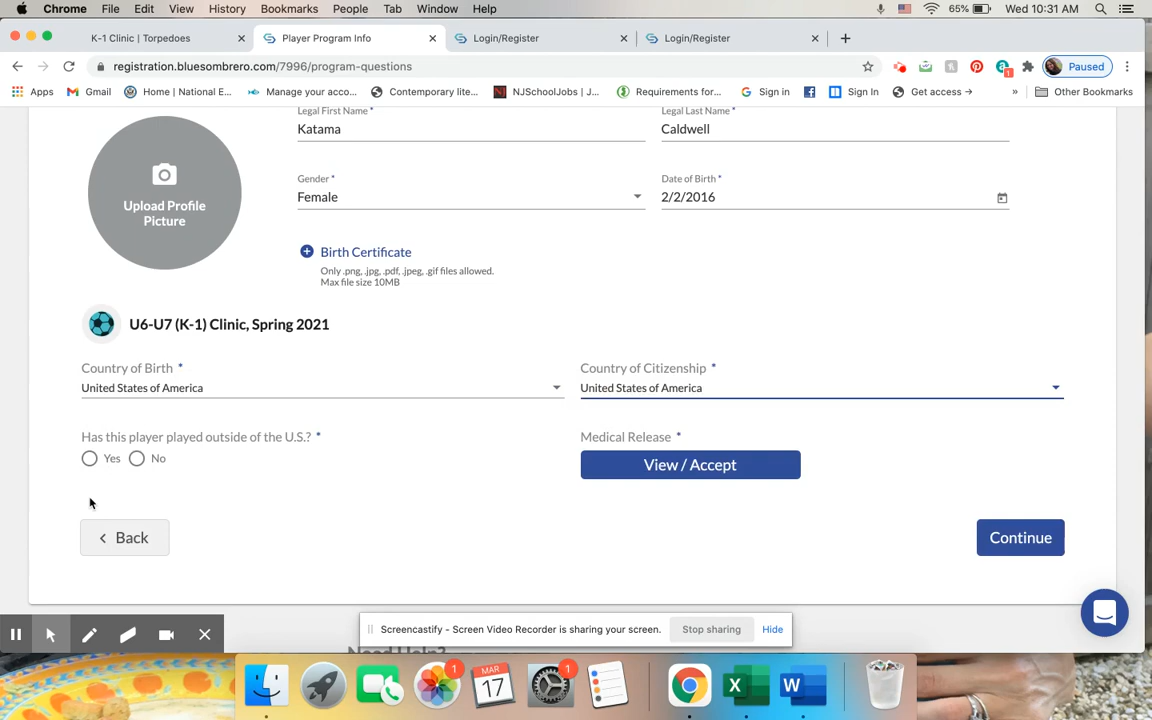 Chrome File Edit View History Bookmarks People Tab Window Help 65% Wed 10:31 AM
K-1 Clinic | Torpedoes Player Program Info Login/Register Login/Register
registration.bluesombrero.com/7996/program-questions Paused
Apps Gmail Home | National E... Manage your acco... Contemporary lite... NJSchoolJobs | J... Requirements for... Sign in Sign In Get access → » Other Bookmarks
Legal First Name * Legal Last Name *
Katama Caldwell
Gender * Date of Birth *
Female 2/2/2016
Upload Profile
Picture
Birth Certificate
Only .png, .jpg, .pdf, .jpeg, .gif files allowed.
Max file size 10MB
U6-U7 (K-1) Clinic, Spring 2021
Country of Birth * Country of Citizenship *
United States of America United States of America
Has this player played outside of the U.S.? * Medical Release *
Yes No View / Accept
< Back Continue
Screencastify - Screen Video Recorder is sharing your screen. Stop sharing Hide
Need Help?
1 MAR 17 1 X W